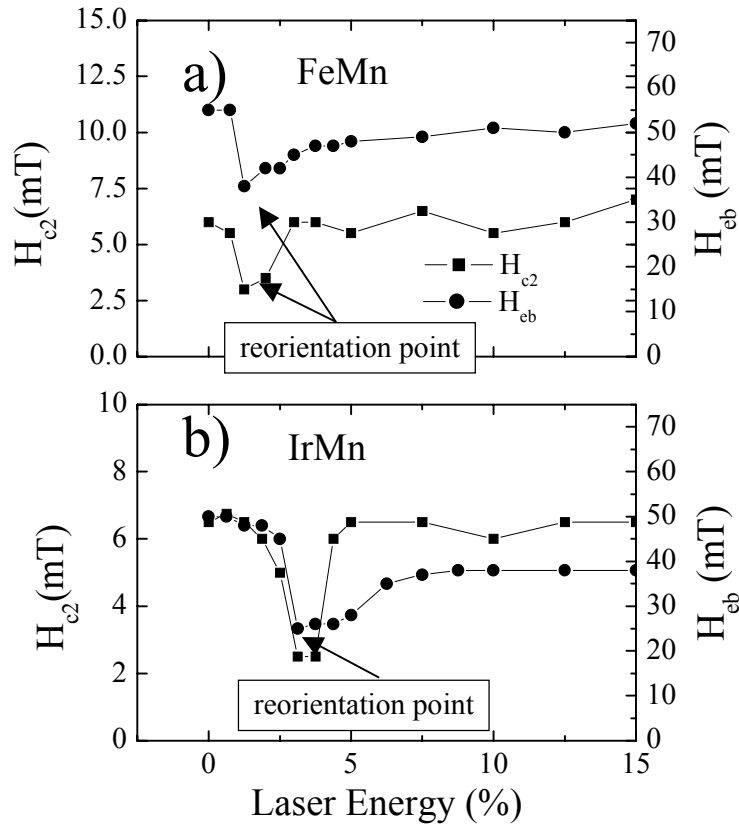 a) FeMn
H_c2(mT)
15.0
12.5
10.0
7.5
5.0
2.5
0.0
H_eb (mT)
70
60
50
40
30
20
10
0
H_c2
H_eb
reorientation point
b) IrMn
H_c2 (mT)
10
8
6
4
2
0
H_eb (mT)
70
60
50
40
30
20
10
0
reorientation point
0 5 10 15
Laser Energy (%)